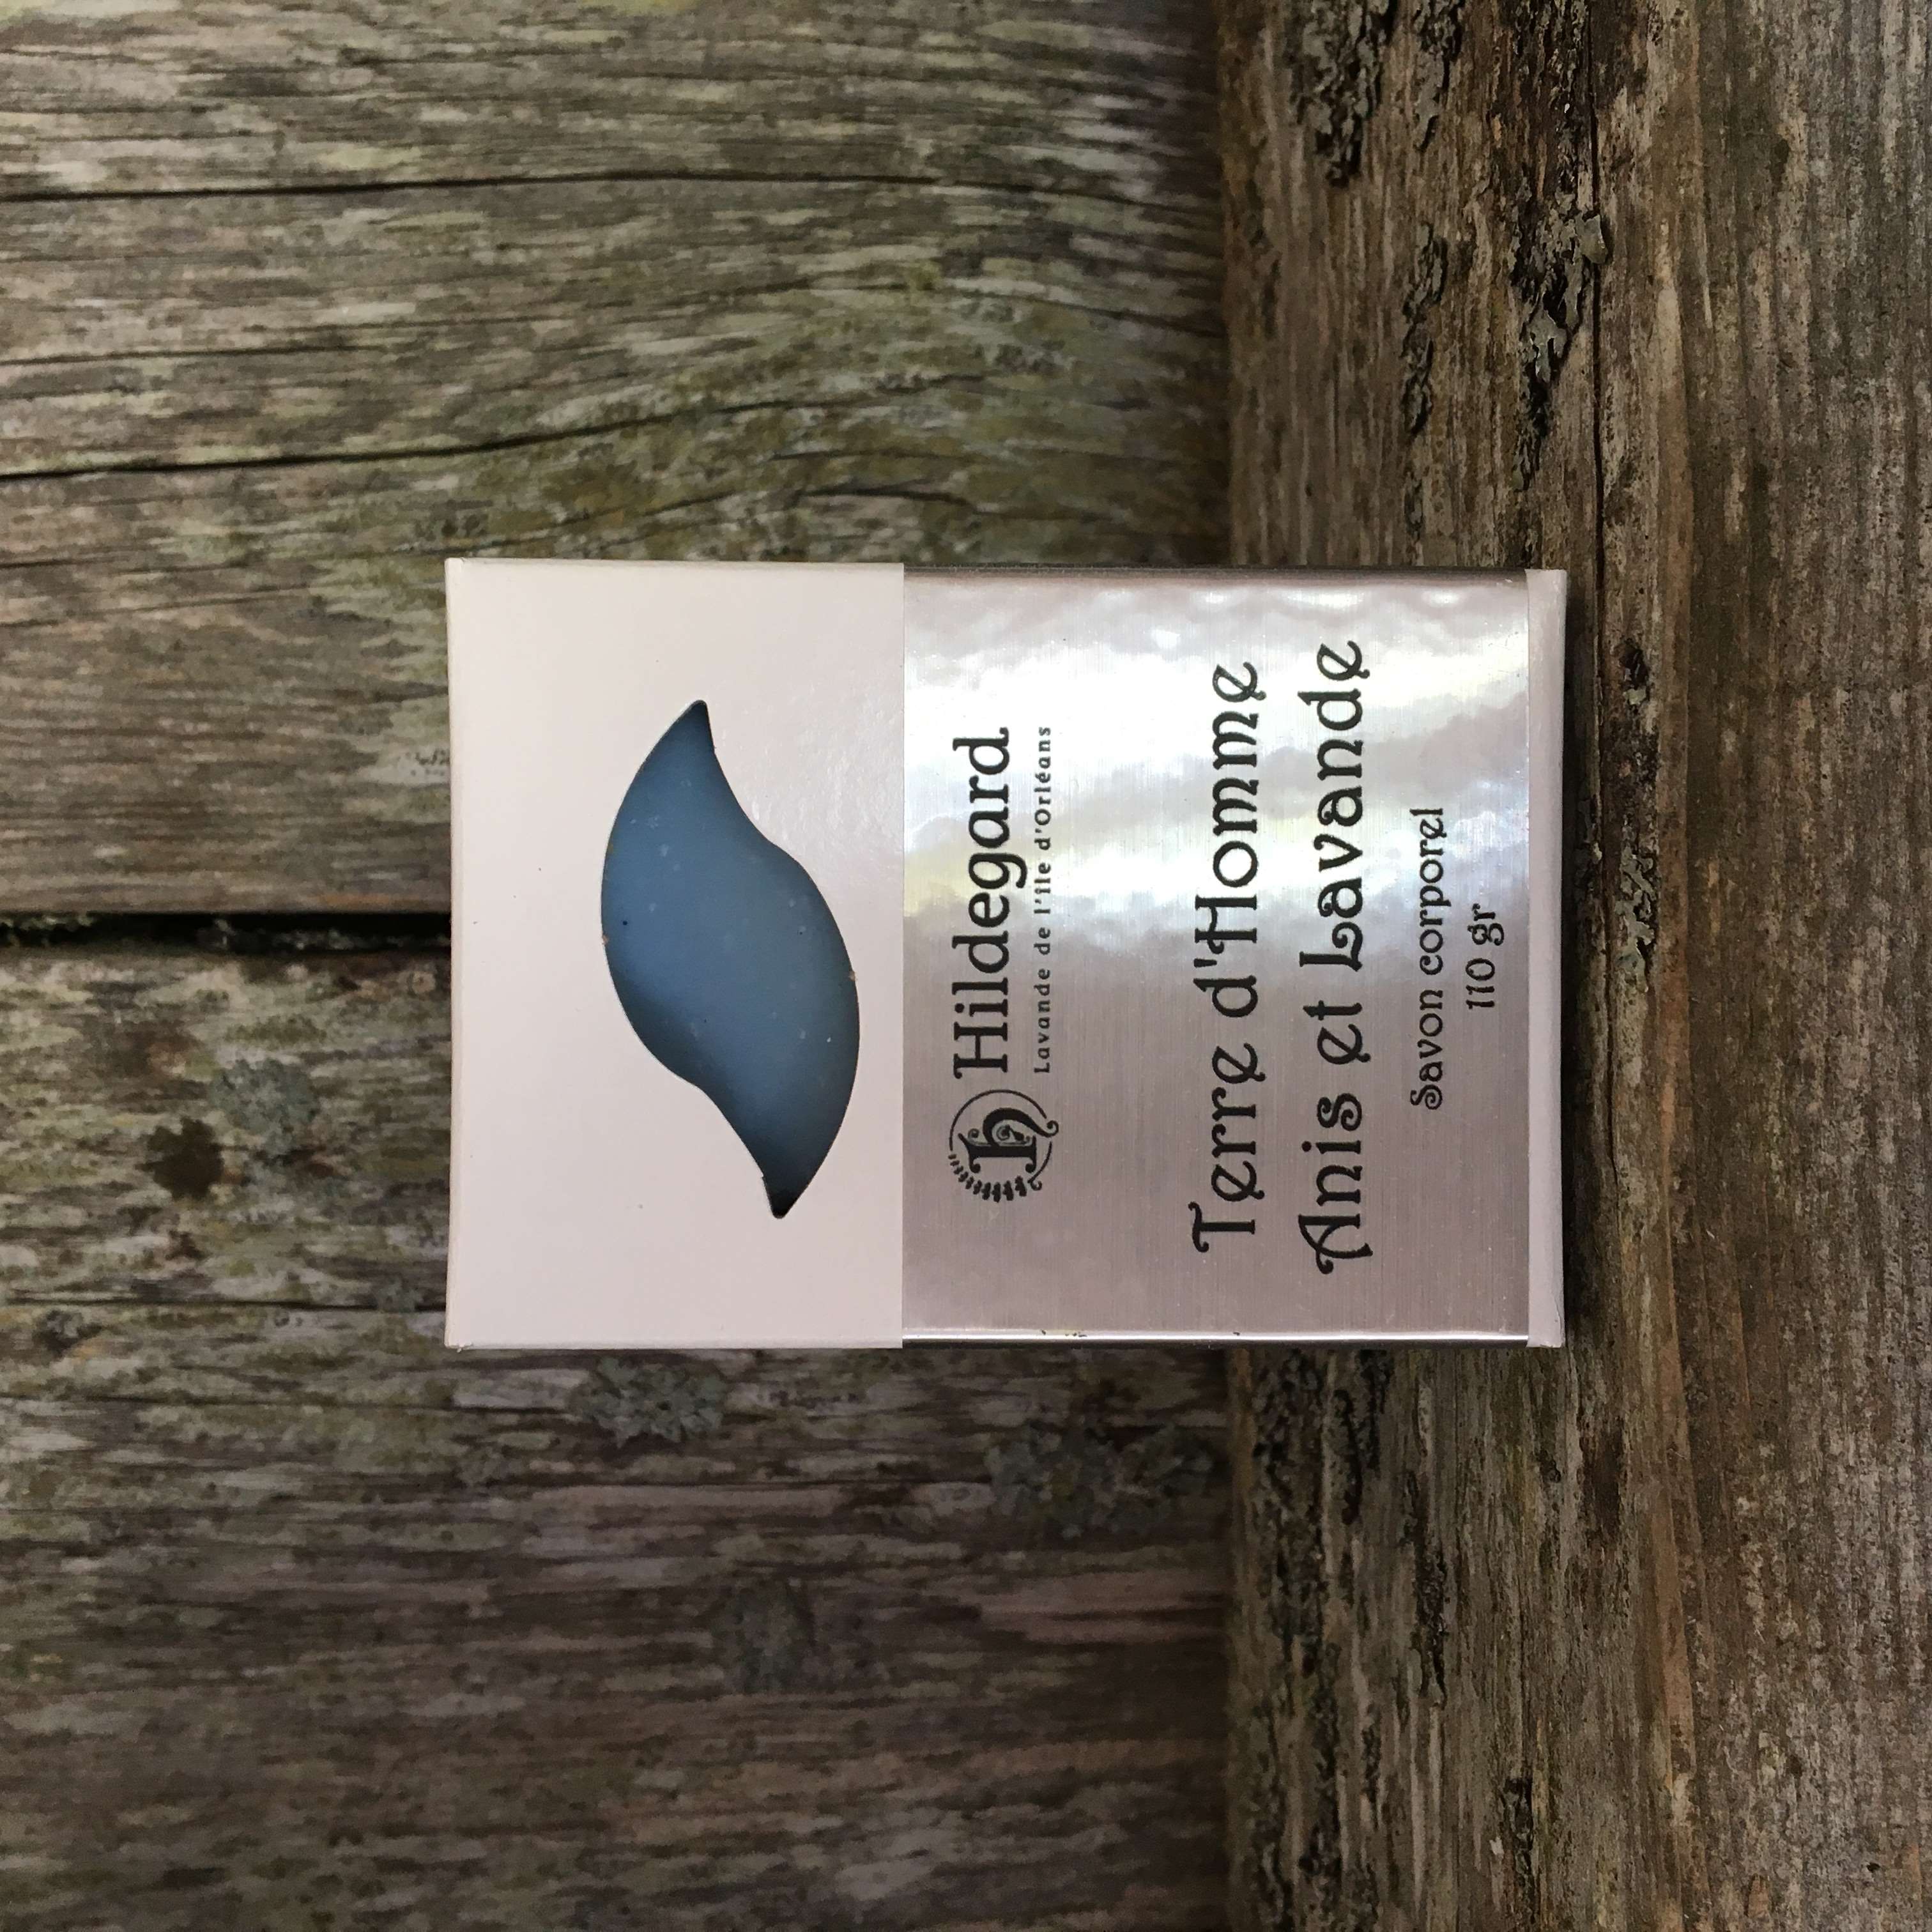 Hildegard
Lavande de l'île d'Orléans
Terre d'Homme
Anis et Lavande
Savon corporel
110 gr